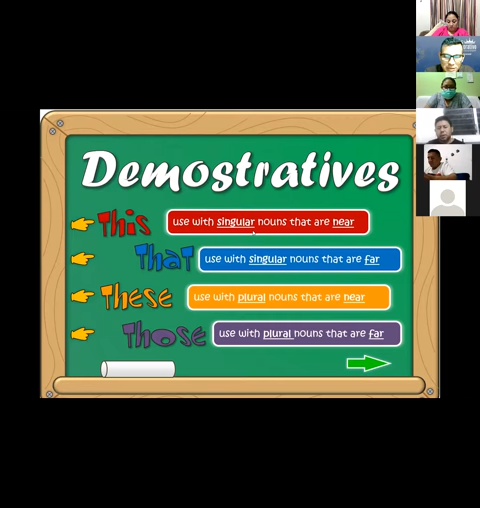 Demostratives
This use with singular nouns that are near
That use with singular nouns that are far
These use with plural nouns that are near
Those use with plural nouns that are far